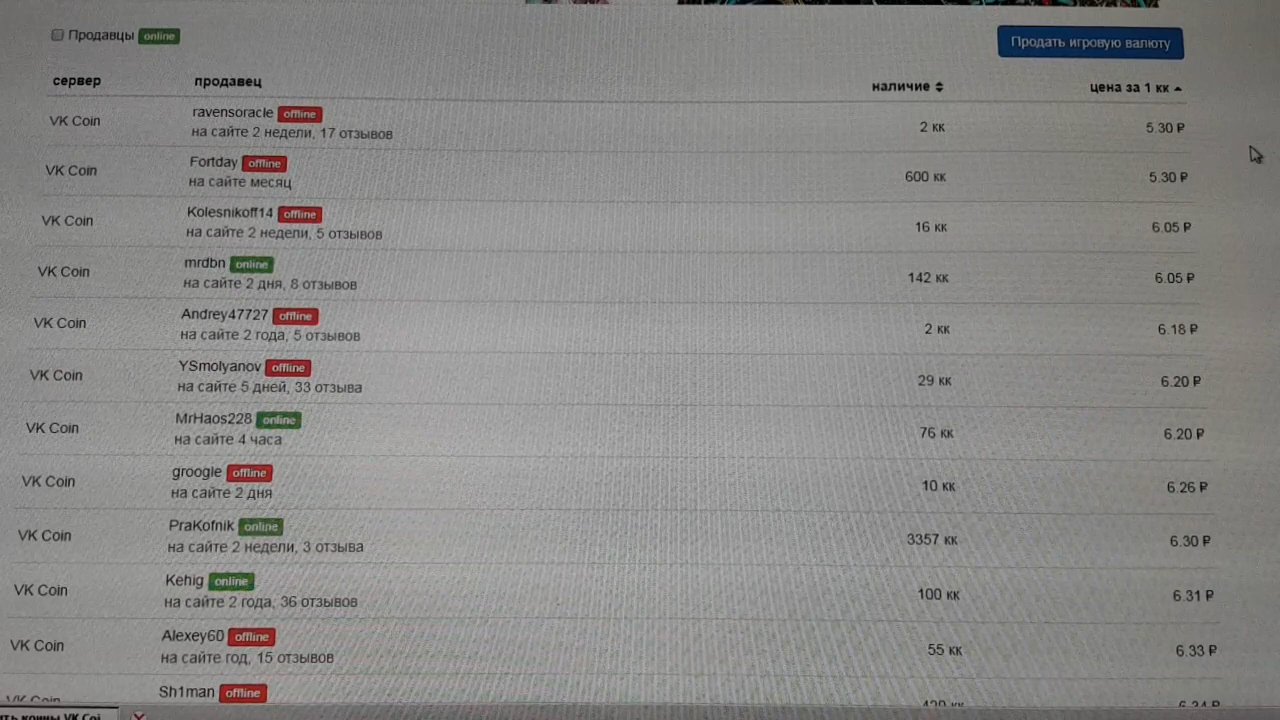 Продавцы online
Продать игровую валюту
сервер продавец наличие цена за 1 кк
VK Coin ravensoracle offline 2 кк 5.30 ₽
на сайте 2 недели, 17 отзывов
VK Coin Fortday offline 600 кк 5.30 ₽
на сайте месяц
VK Coin Kolesnikoff14 offline 16 кк 6.05 ₽
на сайте 2 недели, 5 отзывов
VK Coin mrdbn online 142 кк 6.05 ₽
на сайте 2 дня, 8 отзывов
VK Coin Andrey47727 offline 2 кк 6.18 ₽
на сайте 2 года, 5 отзывов
VK Coin YSmolyanov offline 29 кк 6.20 ₽
на сайте 5 дней, 33 отзыва
VK Coin MrHaos228 online 76 кк 6.20 ₽
на сайте 4 часа
VK Coin groogle offline 10 кк 6.26 ₽
на сайте 2 дня
VK Coin PraKofnik online 3357 кк 6.30 ₽
на сайте 2 недели, 3 отзыва
VK Coin Kehig online 100 кк 6.31 ₽
на сайте 2 года, 36 отзывов
VK Coin Alexey60 offline 55 кк 6.33 ₽
на сайте год, 15 отзывов
VK Coin Sh1man offline